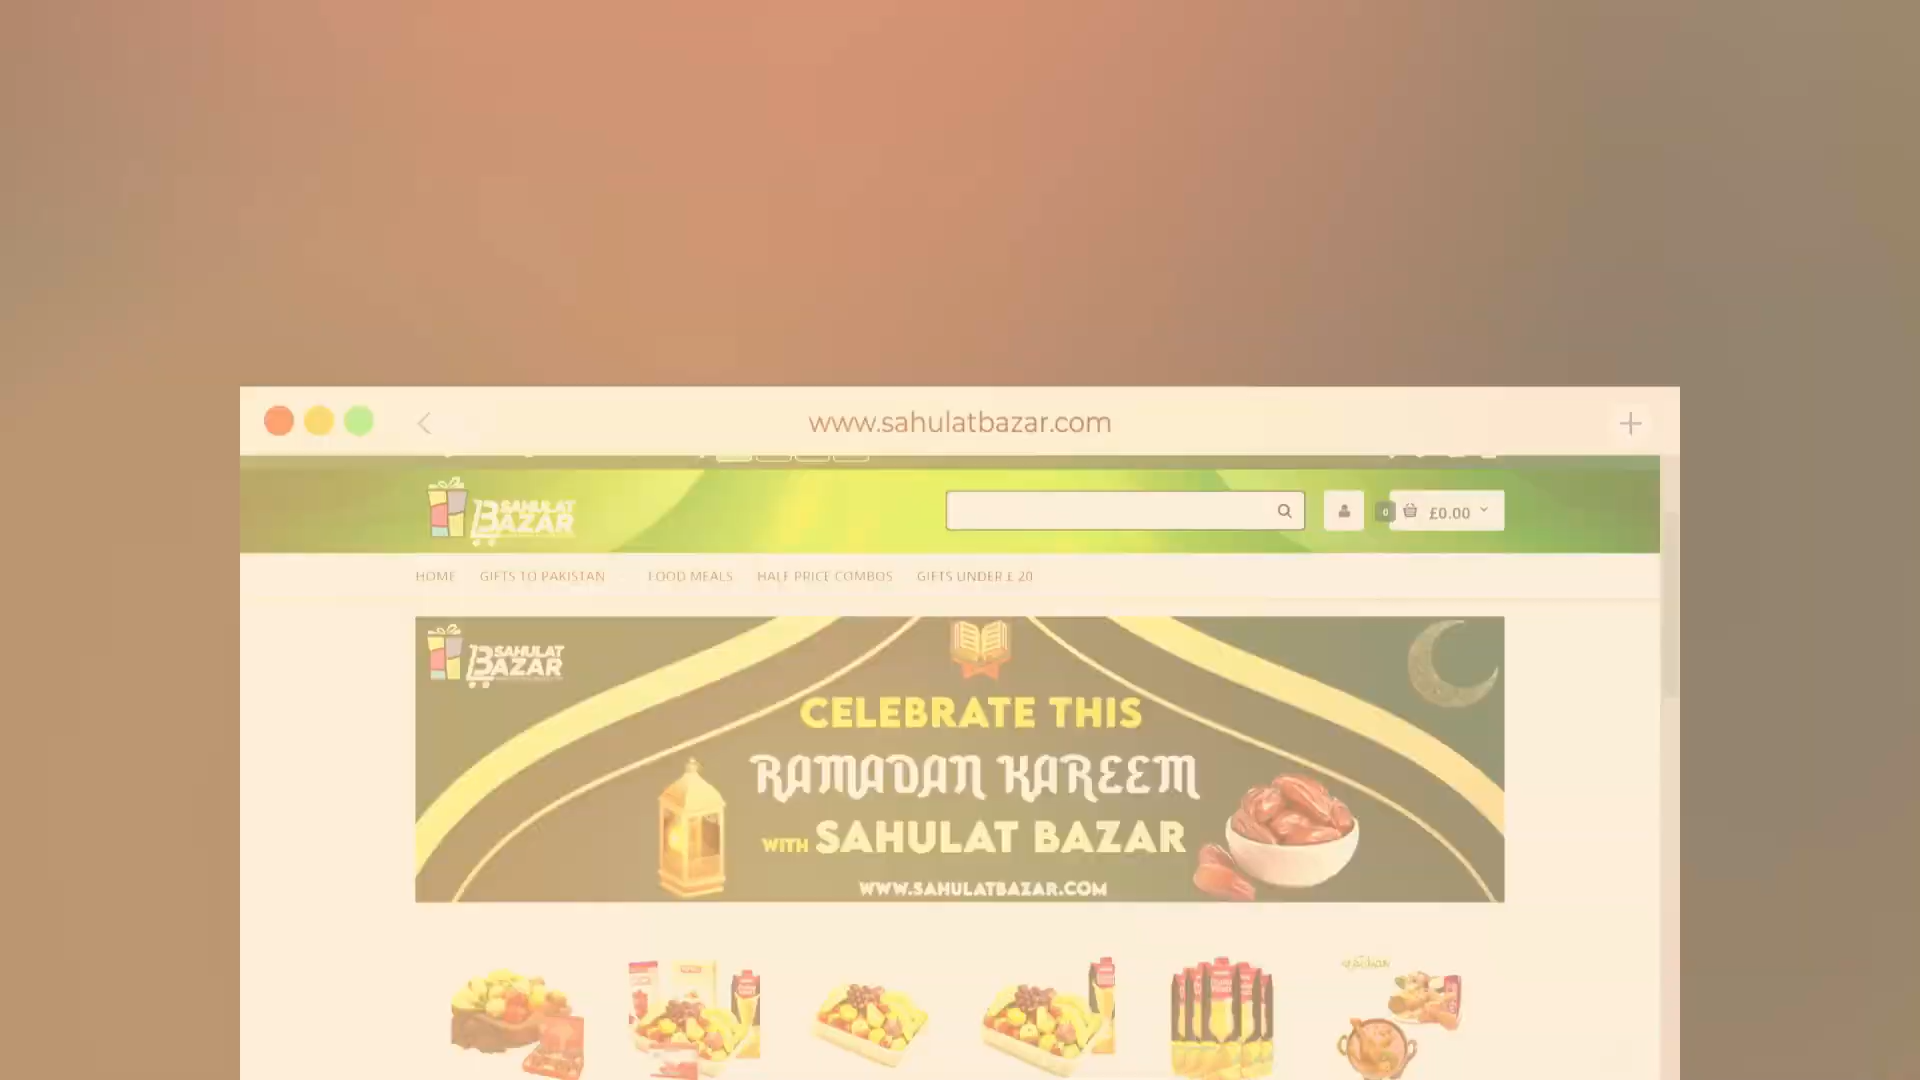 www.sahulatbazar.com
SAHULAT
BAZAR
0
£0.00
HOME GIFTS TO PAKISTAN FOOD MEALS HALF PRICE COMBOS GIFTS UNDER £ 20
SAHULAT
BAZAR
CELEBRATE THIS
RAMADAN KAREEM
WITH SAHULAT BAZAR
WWW.SAHULATBAZAR.COM